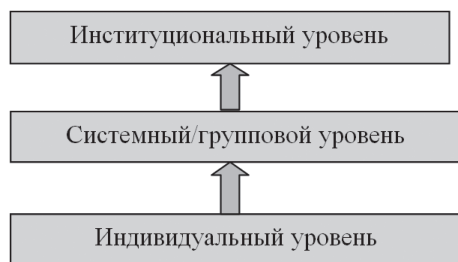 Институциональный уровень
Системный/групповой уровень
Индивидуальный уровень